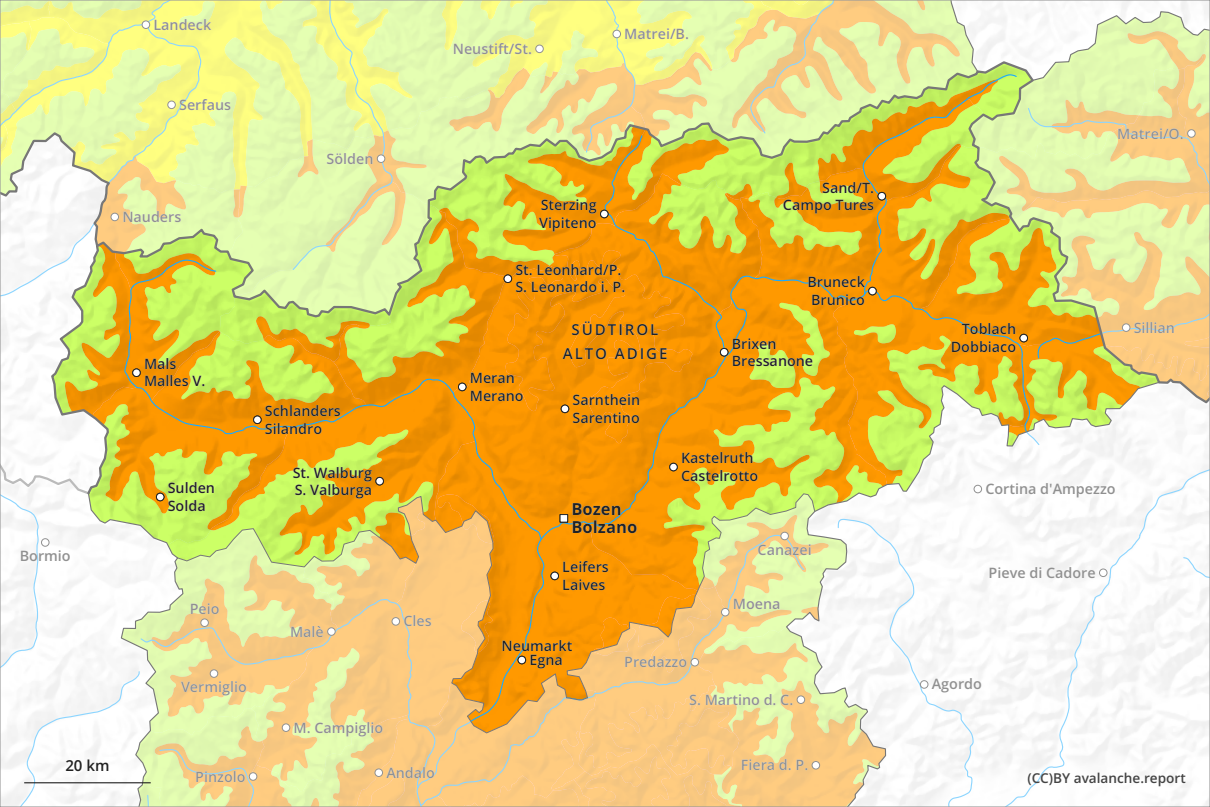 Landeck
Matrei/B.
Neustift/St.
Serfaus
Matrei/O.
Sölden
Sand/T.
Campo Tures
Nauders
Sterzing
Vipiteno
St. Leonhard/P.
S. Leonardo i. P.
Bruneck
Brunico
SÜDTIROL
ALTO ADIGE
Toblach
Dobbiaco
Sillian
Brixen
Bressanone
Mals
Malles V.
Meran
Merano
Sarnthein
Sarentino
Schlanders
Silandro
Kastelruth
Castelrotto
St. Walburg
S. Valburga
Sulden
Solda
Cortina d'Ampezzo
Bozen
Bolzano
Bormio
Canazei
Leifers
Laives
Pieve di Cadore
Peio
Moena
Cles
Malè
Neumarkt
Egna
Predazzo
Vermiglio
Agordo
S. Martino d. C.
M. Campiglio
Fiera d. P.
20 km
Pinzolo
Andalo
(CC)BY avalanche.report